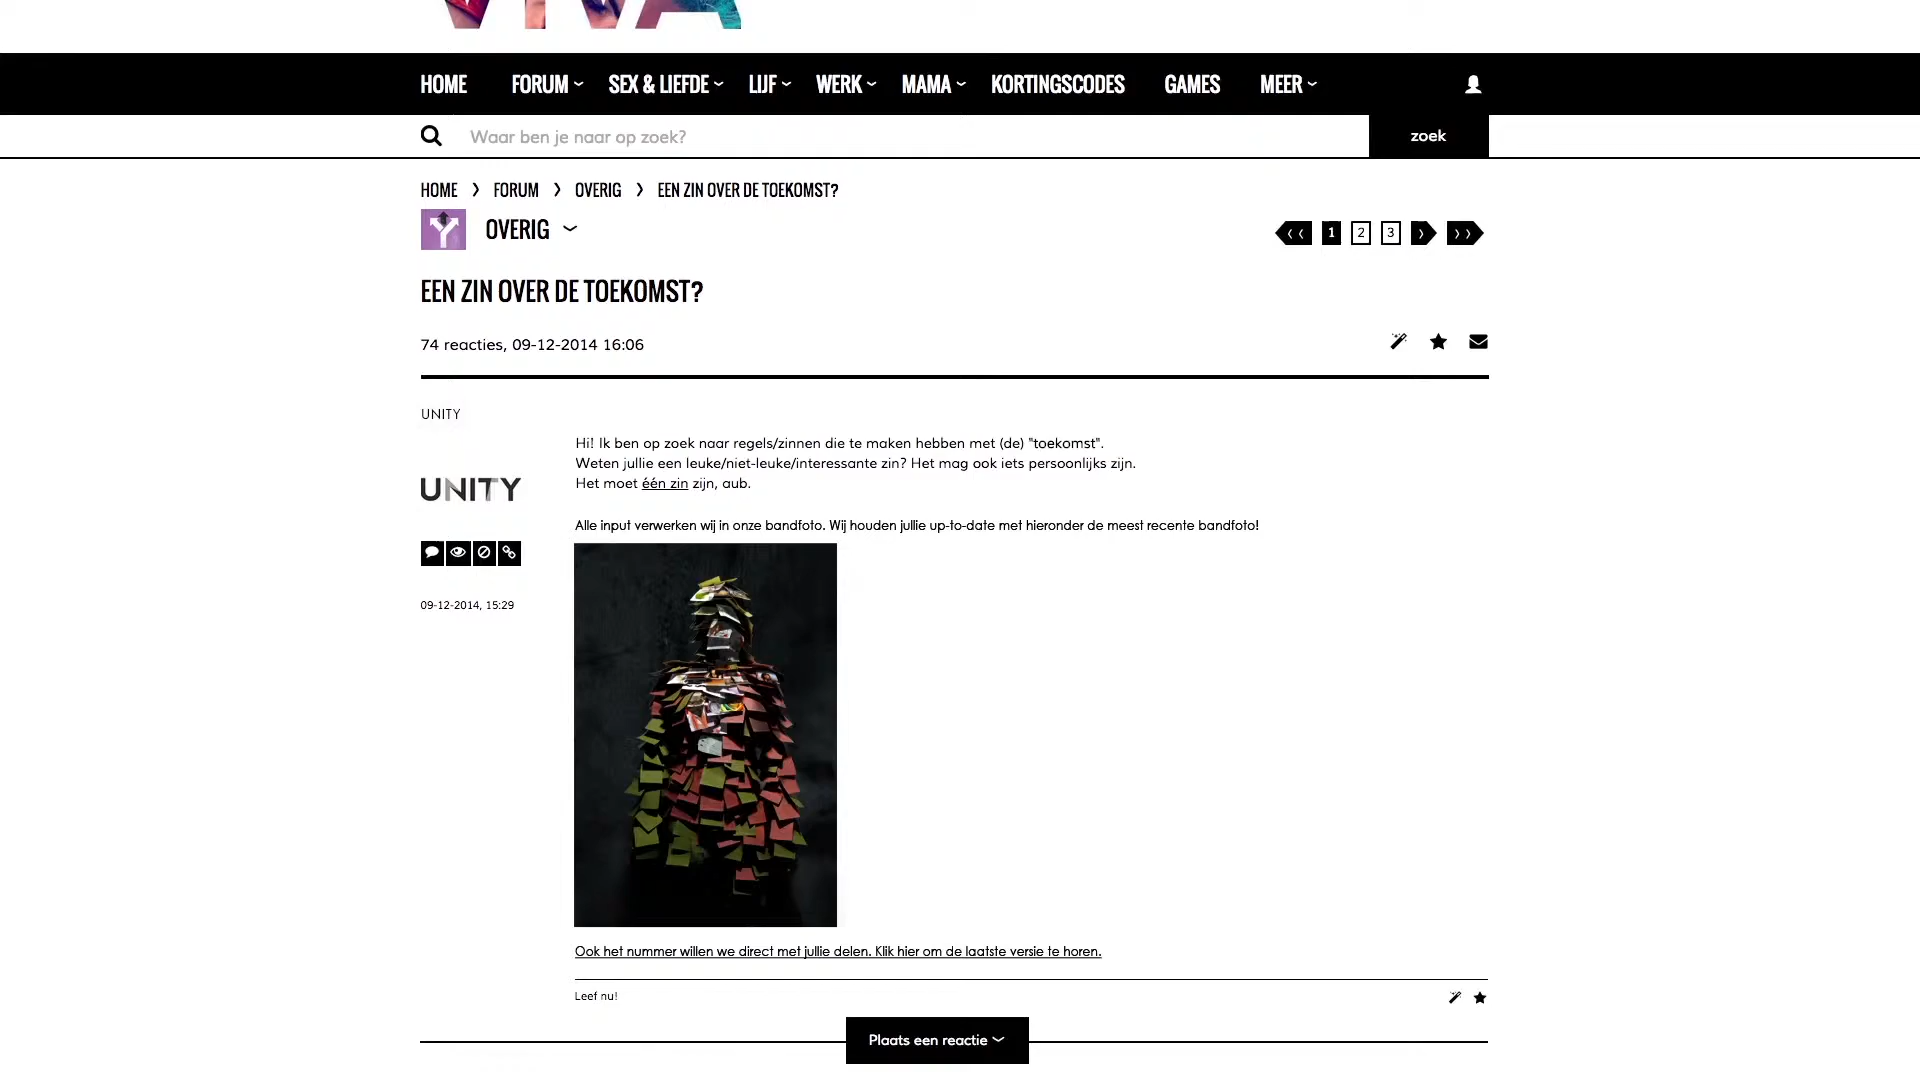 VIVA
HOME FORUM SEX & LIEFDE LIJF WERK MAMA KORTINGSCODES GAMES MEER
Waar ben je naar op zoek? zoek
HOME FORUM OVERIG EEN ZIN OVER DE TOEKOMST?
OVERIG
1 2 3
EEN ZIN OVER DE TOEKOMST?
74 reacties, 09-12-2014 16:06
UNITY
UNITY
09-12-2014, 15:29
Hi! Ik ben op zoek naar regels/zinnen die te maken hebben met (de) "toekomst".
Weten jullie een leuke/niet-leuke/interessante zin? Het mag ook iets persoonlijks zijn.
Het moet één zin zijn, aub.
Alle input verwerken wij in onze bandfoto. Wij houden jullie up-to-date met hieronder de meest recente bandfoto!
Ook het nummer willen we direct met jullie delen. Klik hier om de laatste versie te horen.
Leef nu!
Plaats een reactie